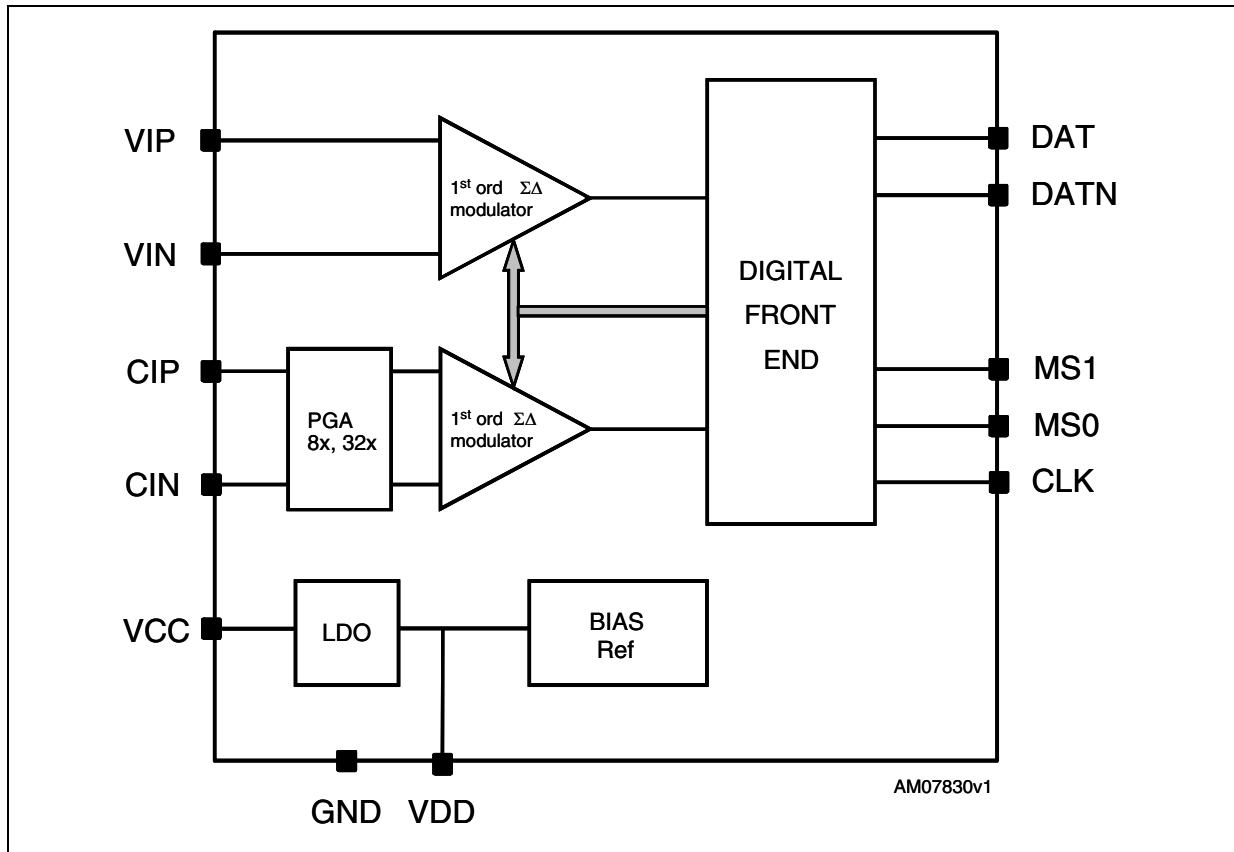 VIP
VIN
CIP
CIN
VCC
1st ord ΣΔ
modulator
PGA
8x, 32x
1st ord ΣΔ
modulator
DIGITAL
FRONT
END
LDO
BIAS
Ref
DAT
DATN
MS1
MS0
CLK
GND VDD
AM07830v1